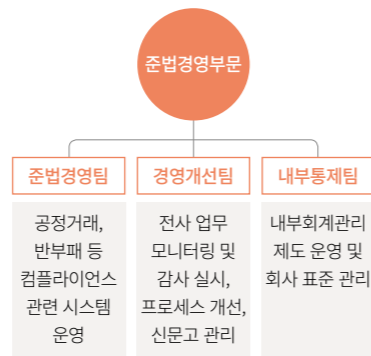 준법경영부문
준법경영팀
공정거래,
반부패 등
컴플라이언스
관련 시스템
운영
경영개선팀
전사 업무
모니터링 및
감사 실시,
프로세스 개선,
신문고 관리
내부통제팀
내부회계관리
제도 운영 및
회사 표준 관리